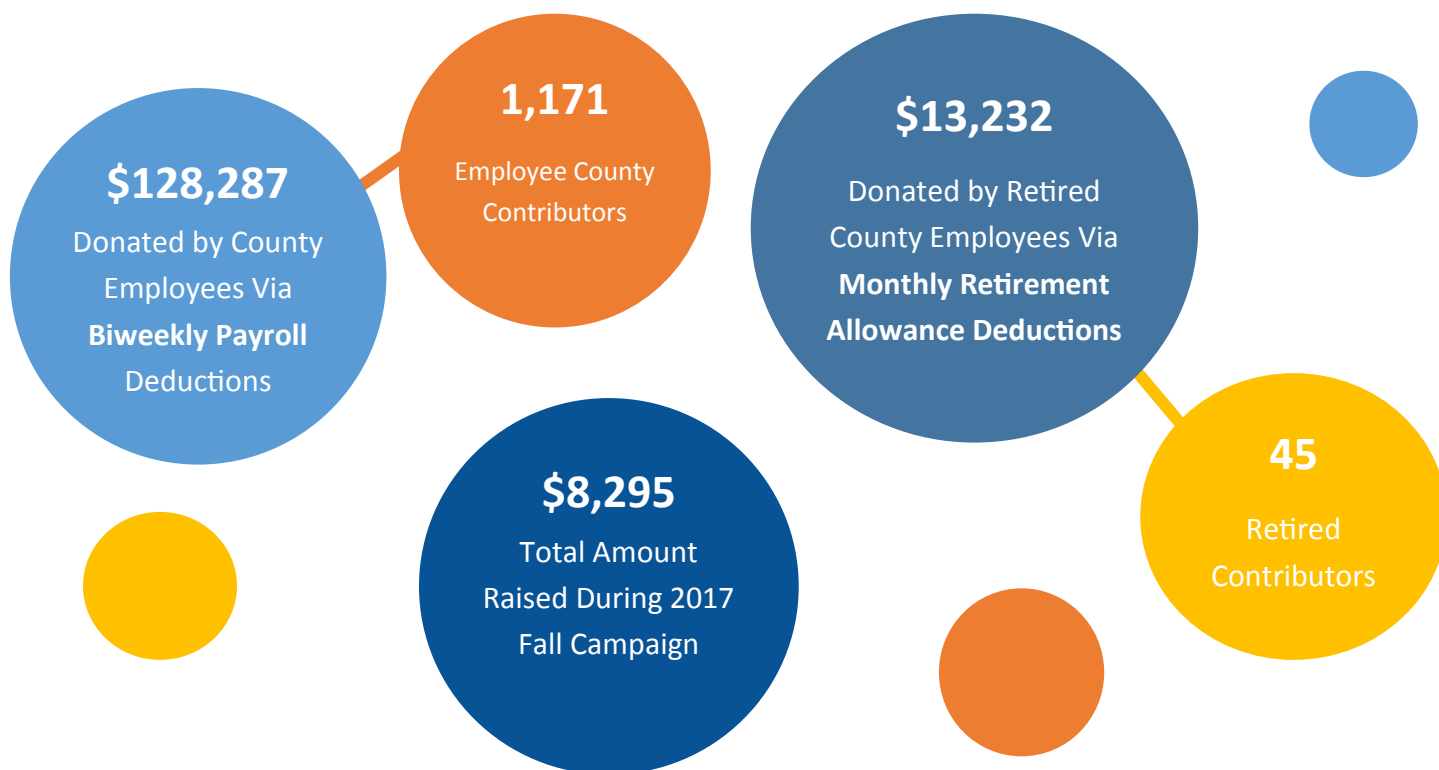 $128,287
Donated by County
Employees Via
Biweekly Payroll
Deductions
1,171
Employee County
Contributors
$13,232
Donated by Retired
County Employees Via
Monthly Retirement
Allowance Deductions
45
Retired
Contributors
$8,295
Total Amount
Raised During 2017
Fall Campaign